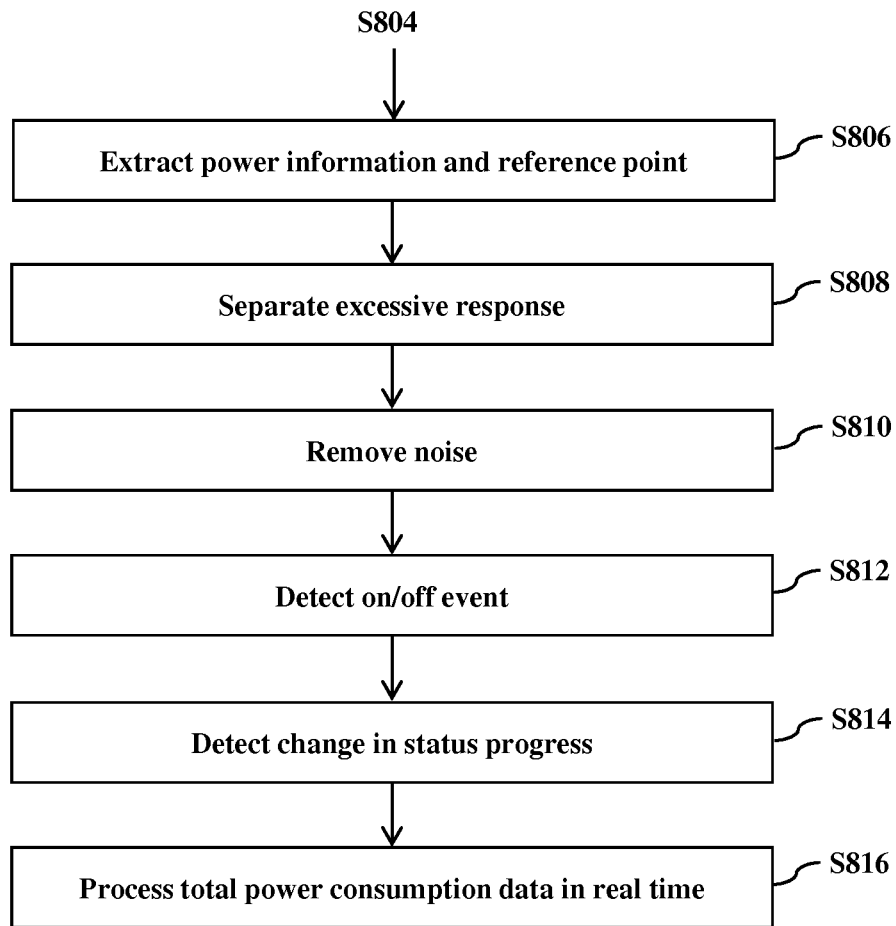 S804
Extract power information and reference point
S806
Separate excessive response
S808
Remove noise
S810
Detect on/off event
S812
Detect change in status progress
S814
Process total power consumption data in real time
S816